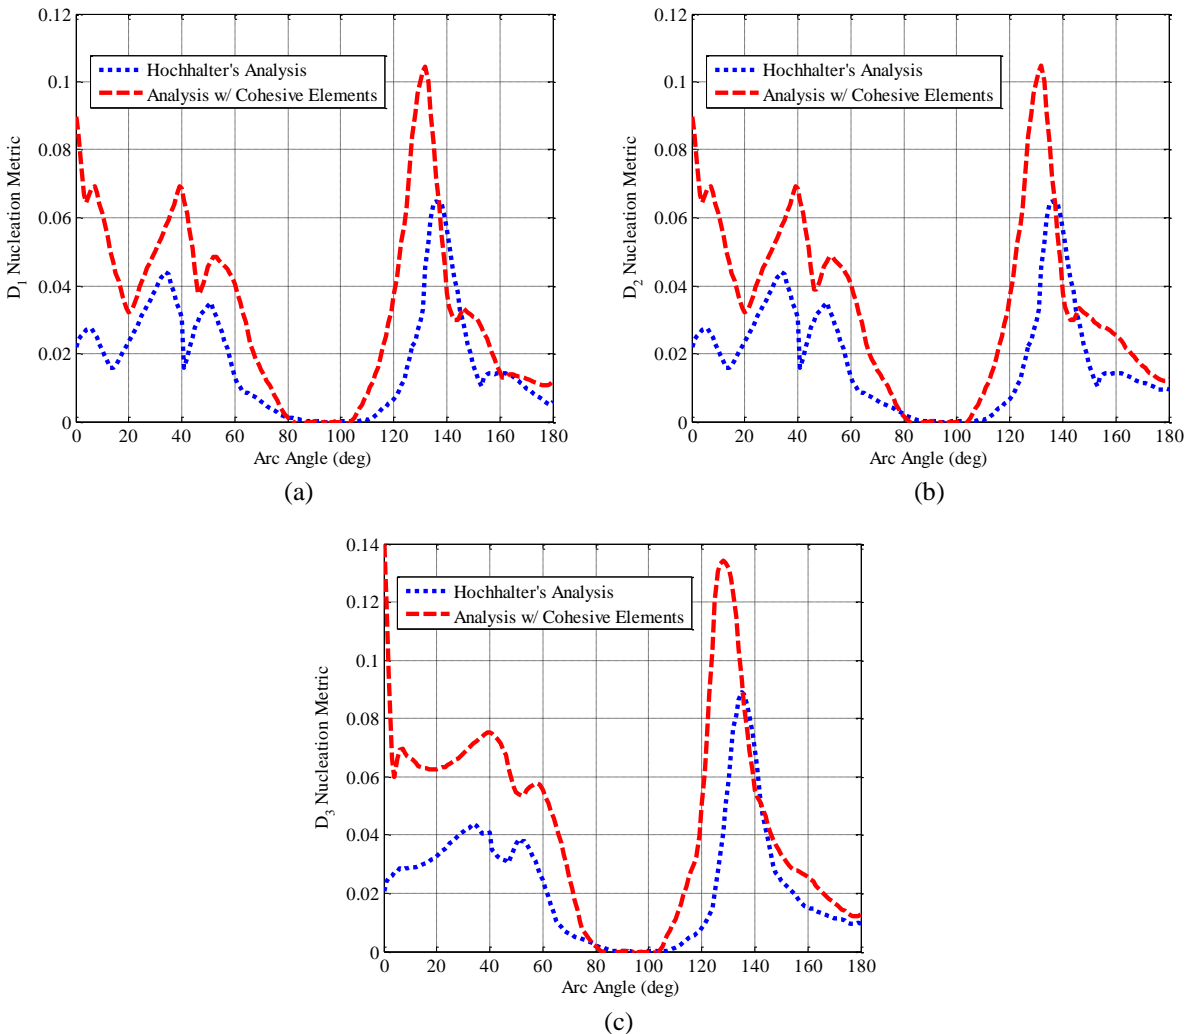 0.12
0.1
0.08
0.06
0.04
0.02
0
D1 Nucleation Metric
Hochhalter's Analysis
Analysis w/ Cohesive Elements
0 20 40 60 80 100 120 140 160 180
Arc Angle (deg)
(a)
0.12
0.1
0.08
0.06
0.04
0.02
0
D2 Nucleation Metric
Hochhalter's Analysis
Analysis w/ Cohesive Elements
0 20 40 60 80 100 120 140 160 180
Arc Angle (deg)
(b)
0.14
0.12
0.1
0.08
0.06
0.04
0.02
0
D3 Nucleation Metric
Hochhalter's Analysis
Analysis w/ Cohesive Elements
0 20 40 60 80 100 120 140 160 180
Arc Angle (deg)
(c)